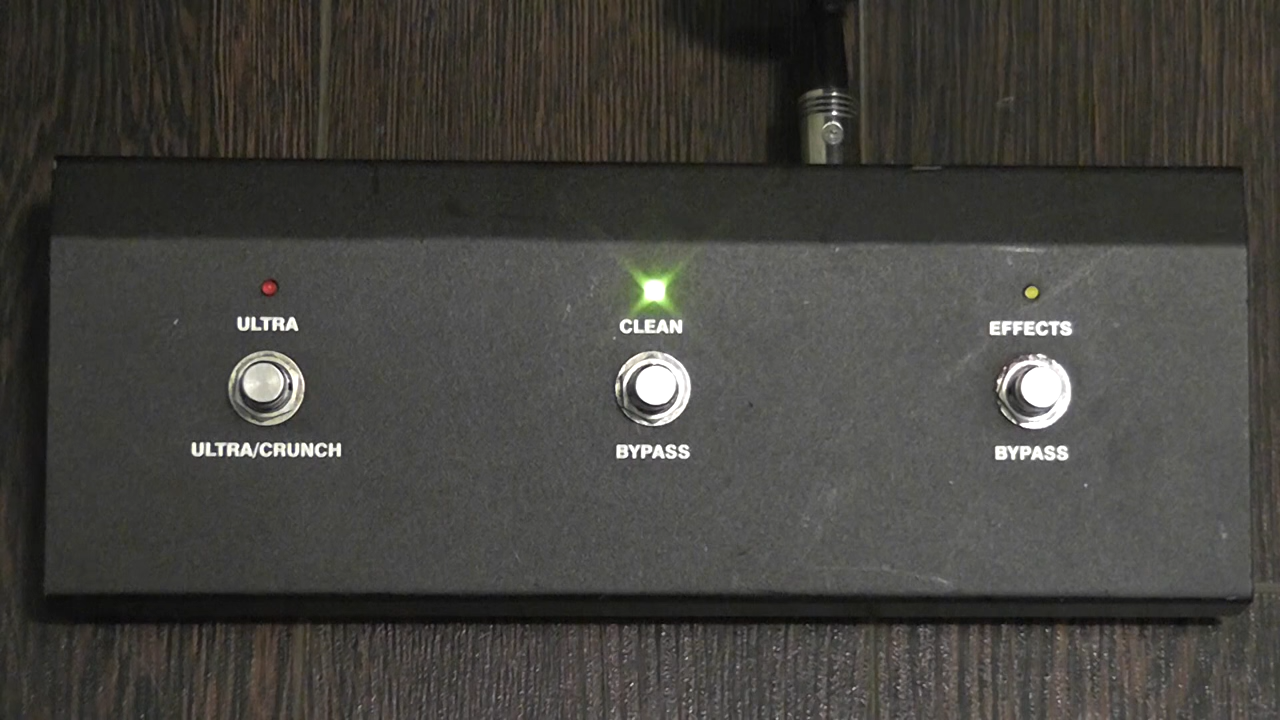 ULTRA
CLEAN
EFFECTS
ULTRA/CRUNCH
BYPASS
BYPASS